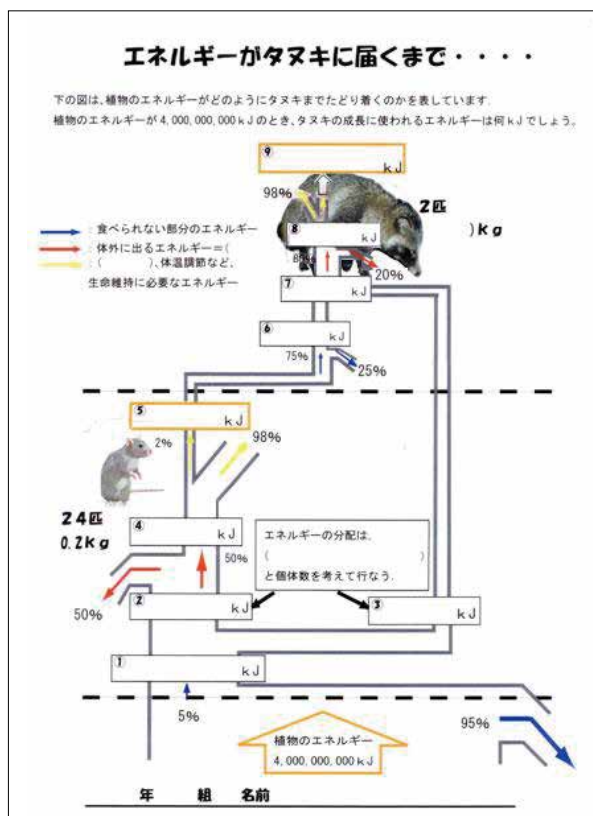 エネルギーがタヌキに届くまで・・・・
下の図は、植物のエネルギーがどのようにタヌキまでたどり着くのかを表しています.
植物のエネルギーが4,000,000,000kJのとき、タヌキの成長に使われるエネルギーは何kJでしょう。
⑨ kJ
98%
2匹
: 食べられない部分のエネルギー
: 体外に出るエネルギー=(
)kg
: ( )、体温調節など、
生命維持に必要なエネルギー
⑧ kJ
20%
⑦ kJ
⑥ kJ
75%
25%
⑤ kJ
2%
98%
24匹
0.2kg
④ kJ
50%
エネルギーの分配は、
( )
と個体数を考えて行なう.
50%
② kJ
③ kJ
① kJ
5%
95%
植物のエネルギー
4,000,000,000kJ
年 組 名前